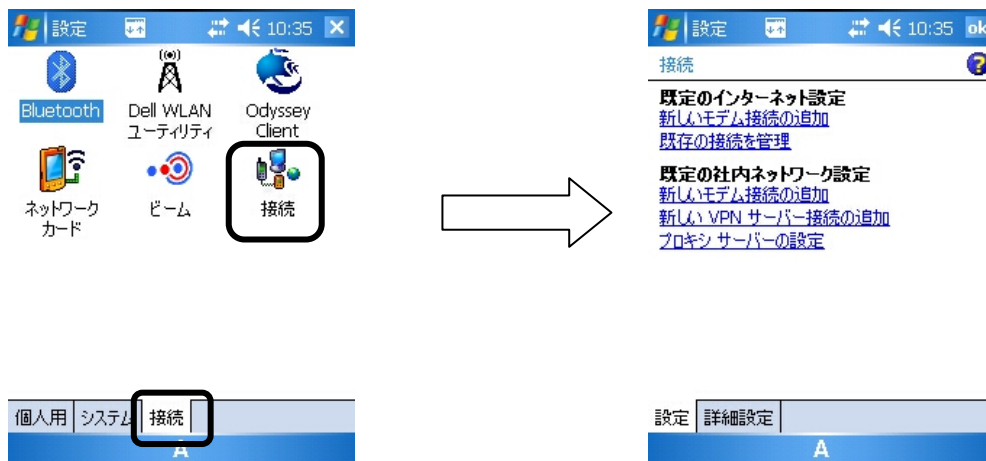 設定 10:35
Bluetooth
Dell WLAN
ユーティリティ
Odyssey
Client
ネットワーク
カード
ビーム
接続
個人用 システム 接続
A
設定 10:35 ok
接続
既定のインターネット設定
新しいモデム接続の追加
既存の接続を管理
既定の社内ネットワーク設定
新しいモデム接続の追加
新しい VPN サーバー接続の追加
プロキシ サーバーの設定
設定 詳細設定
A